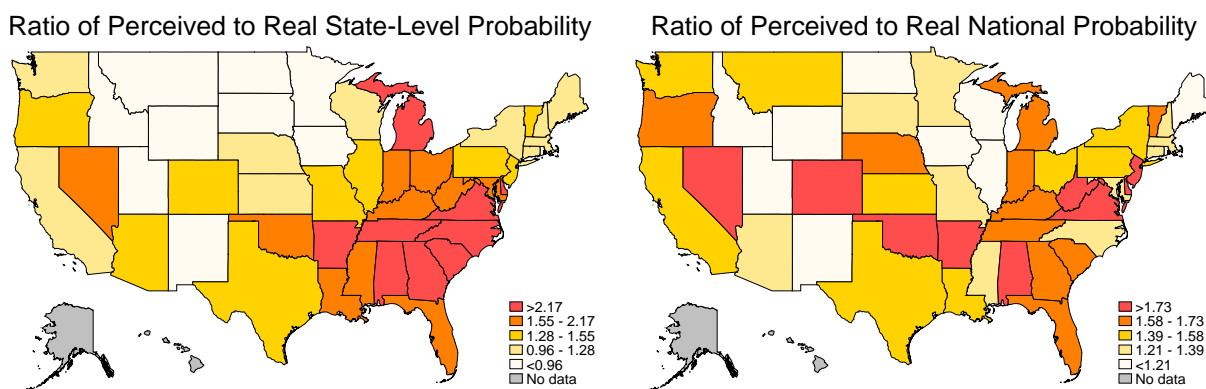 Ratio of Perceived to Real State-Level Probability
>2.17
1.55 - 2.17
1.28 - 1.55
0.96 - 1.28
<0.96
No data
Ratio of Perceived to Real National Probability
>1.73
1.58 - 1.73
1.39 - 1.58
1.21 - 1.39
<1.21
No data